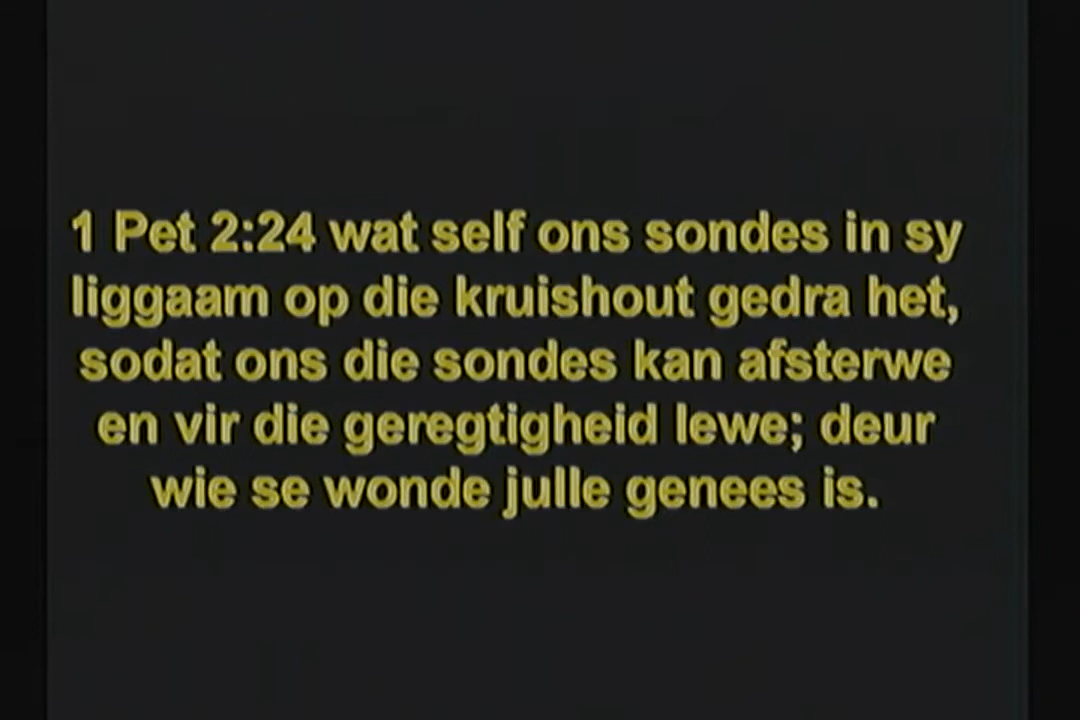 1 Pet 2:24 wat self ons sondes in sy
liggaam op die kruishout gedra het,
sodat ons die sondes kan afsterwe
en vir die geregtigheid lewe; deur
wie se wonde julle genees is.